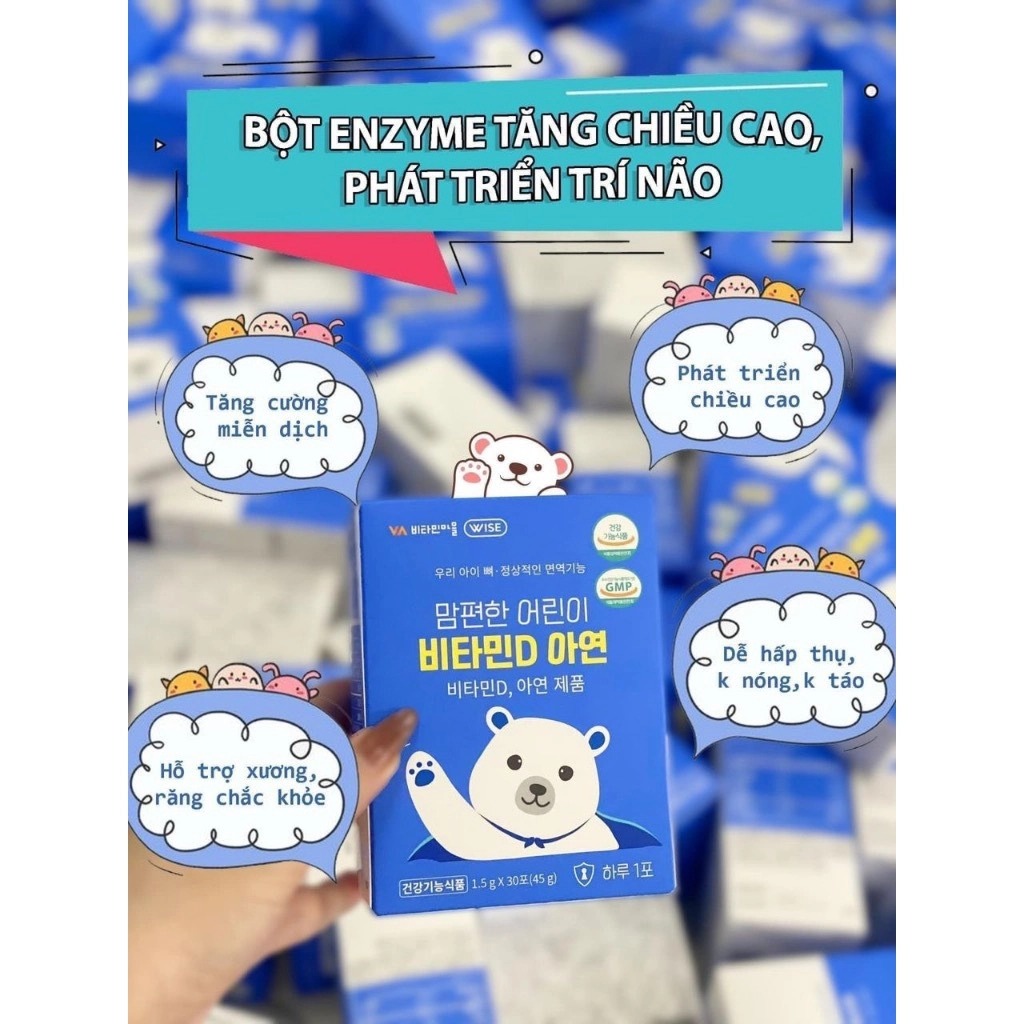 BỘT ENZYME TĂNG CHIỀU CAO,
PHÁT TRIỂN TRÍ NÃO
Tăng cường
miễn dịch
Phát triển
chiều cao
VA 비타민마을 WISE
건강
기능식품
우리 아이 뼈·정상적인 면역기능
GMP
맘편한 어린이
비타민D 아연
비타민D, 아연 제품
Dễ hấp thụ,
k nóng,k táo
Hỗ trợ xương,
răng chắc khỏe
건강기능식품 1.5 g X 30포(45 g)
하루 1포